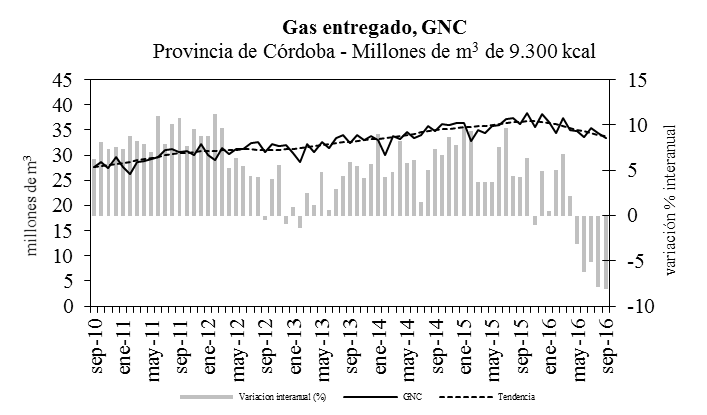 Gas entregado, GNC
Provincia de Córdoba - Millones de m³ de 9.300 kcal
45
40
35
30
25
20
15
10
5
0
millones de m³
15
10
5
0
-5
-10
variación % interanual
sep-10
ene-11
may-11
sep-11
ene-12
may-12
sep-12
ene-13
may-13
sep-13
ene-14
may-14
sep-14
ene-15
may-15
sep-15
ene-16
may-16
sep-16
Variacion interanual (%)
GNC
Tendencia